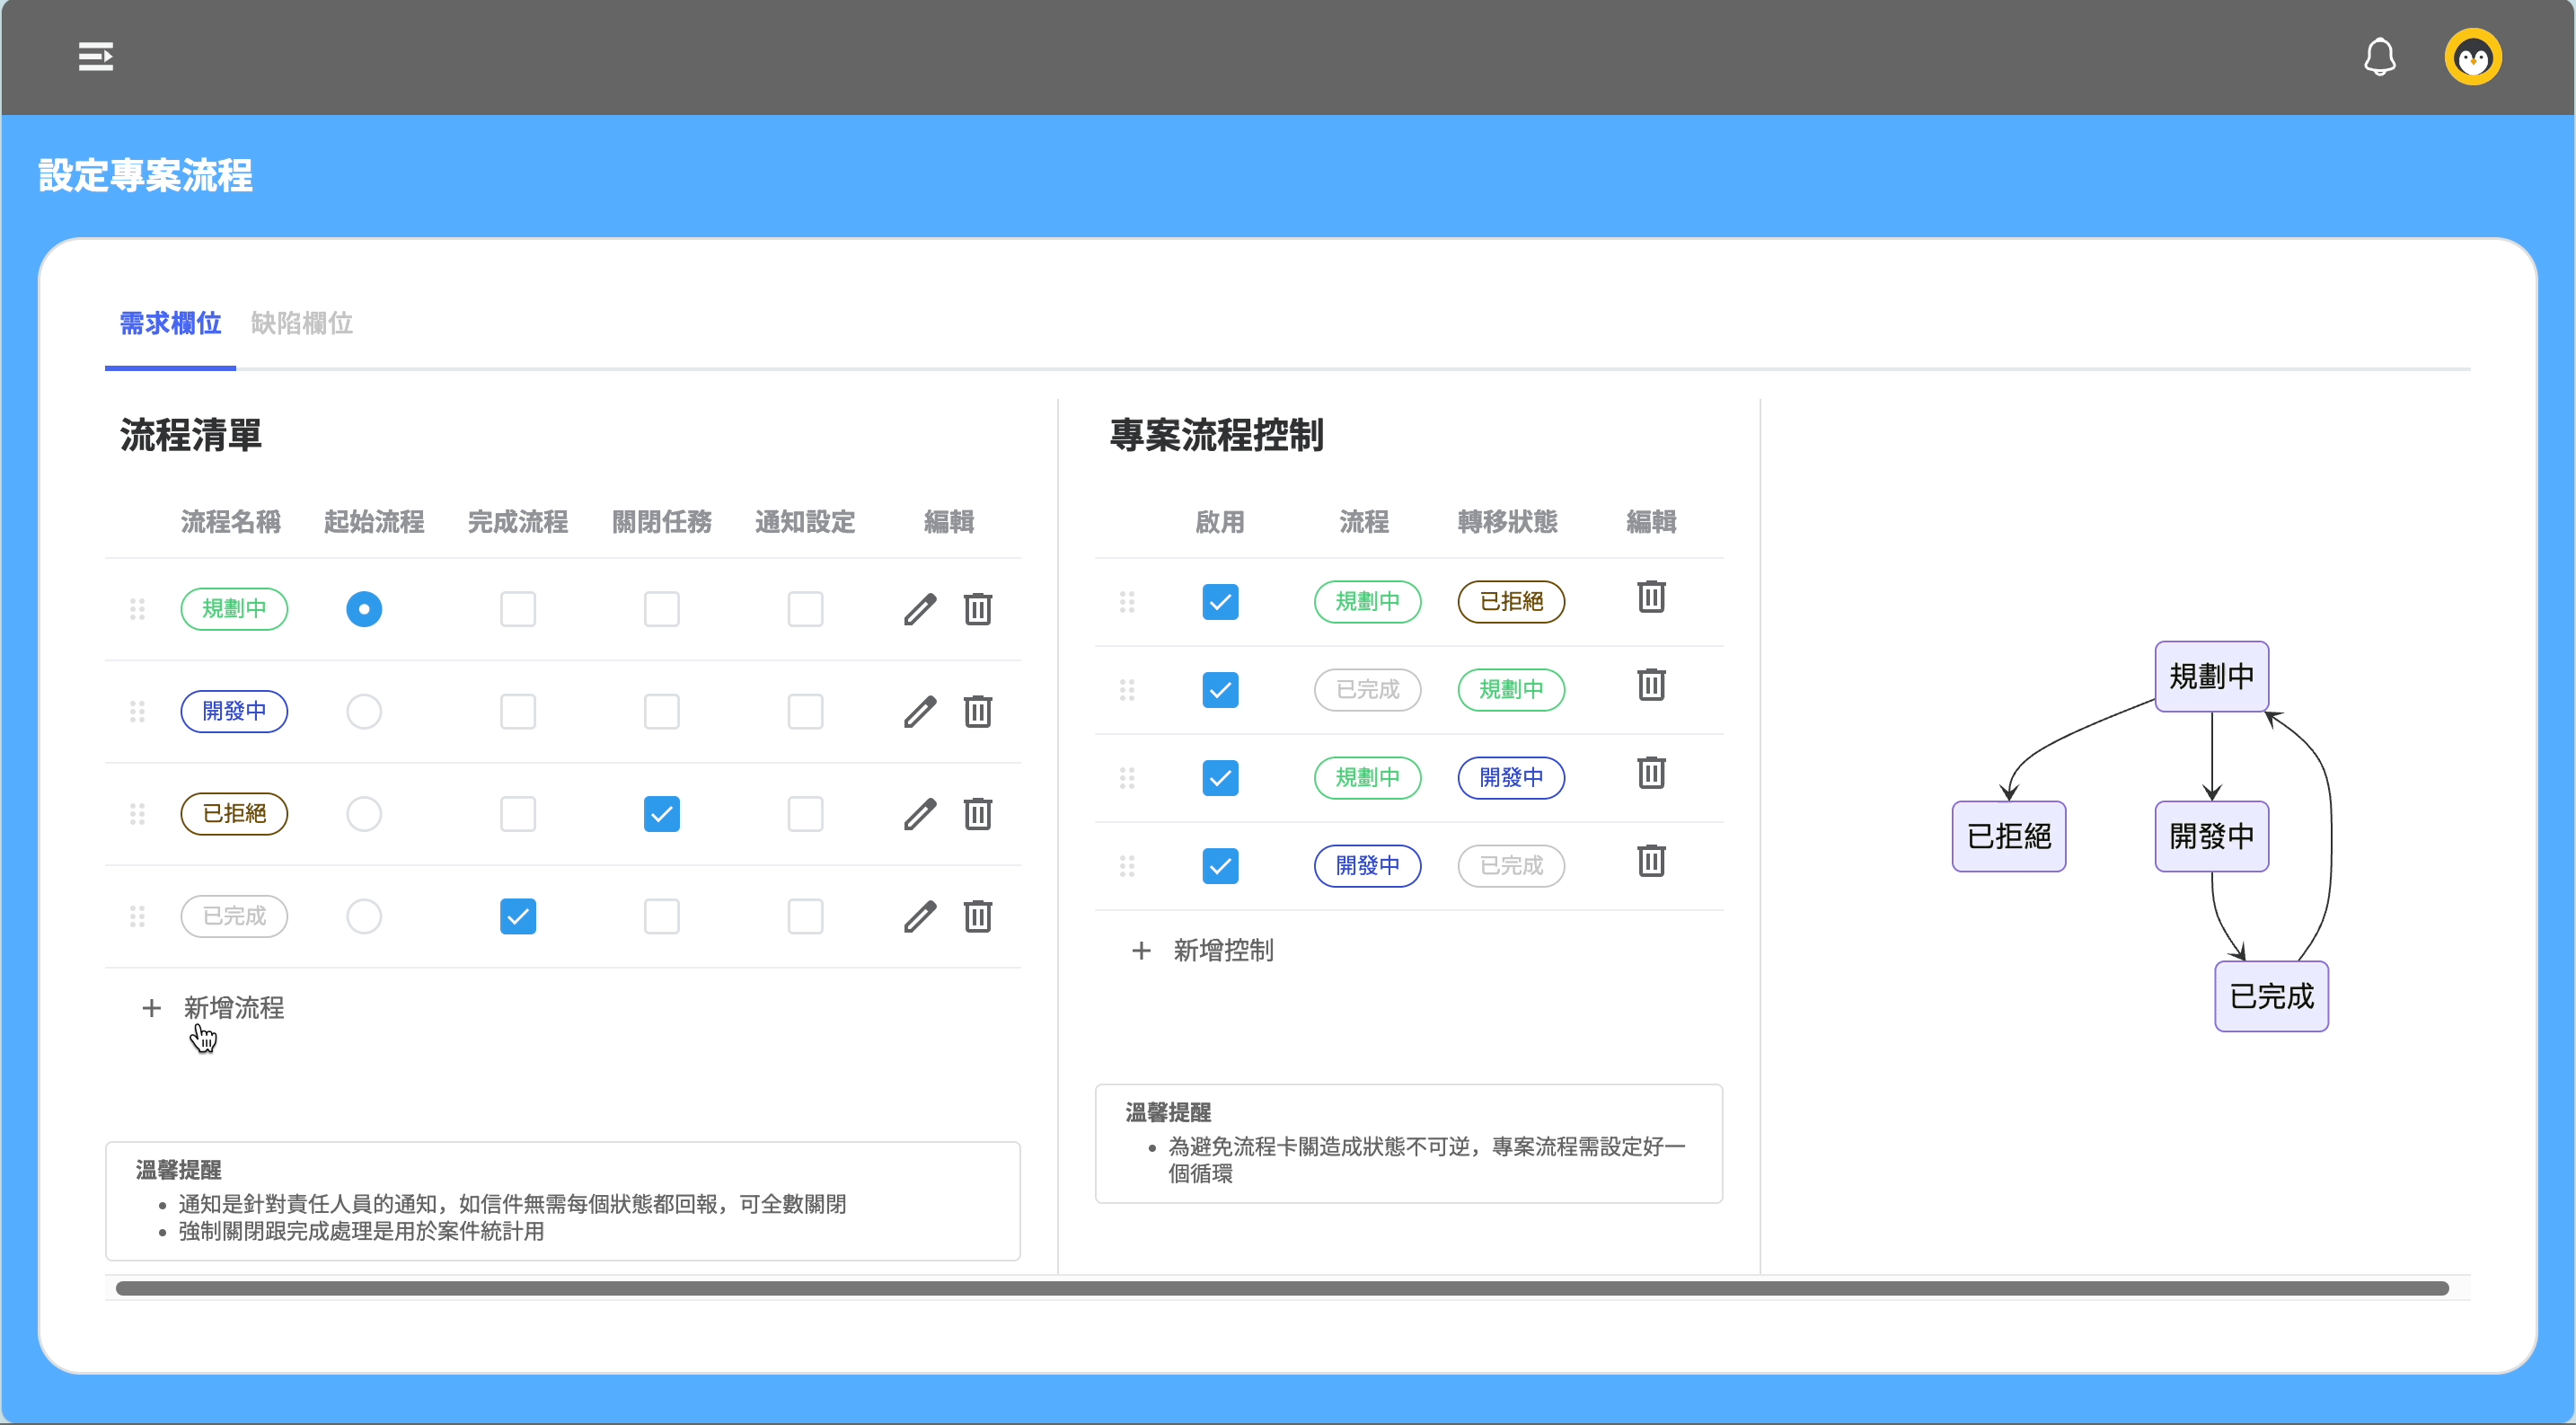 設定專案流程
需求欄位 缺陷欄位
流程清單
流程名稱 起始流程 完成流程 關閉任務 通知設定 編輯
規劃中
開發中
已拒絕
已完成
+ 新增流程
溫馨提醒
• 通知是針對責任人員的通知，如信件無需每個狀態都回報，可全數關閉
• 強制關閉跟完成處理是用於案件統計用
專案流程控制
啟用 流程 轉移狀態 編輯
規劃中 已拒絕
已完成 規劃中
規劃中 開發中
開發中 已完成
+ 新增控制
溫馨提醒
• 為避免流程卡關造成狀態不可逆，專案流程需設定好一
個循環
規劃中
已拒絕 開發中
已完成